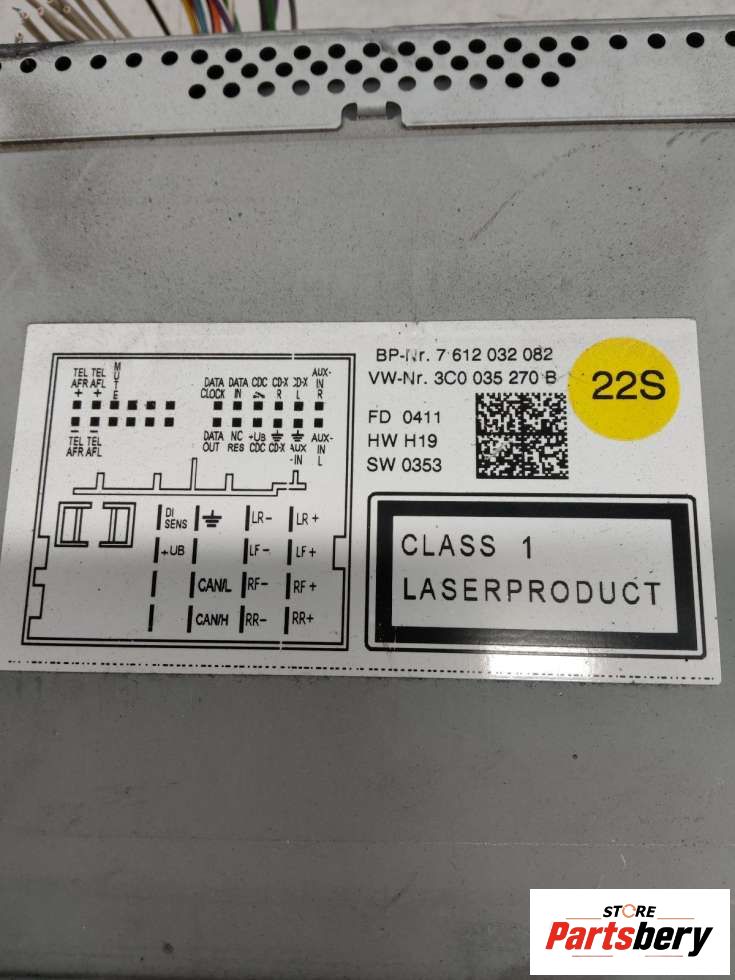 BP-Nr. 7 612 032 082
VW-Nr. 3C0 035 270 B
22S
FD 0411
HW H19
SW 0353
TEL AFR + TEL AFL + MUTE
DATA CLOCK DATA IN CDC CD-X R CD-X L AUX-IN R
TEL AFR TEL AFL
DATA OUT NC RES +UB CDC CD-X AUX-IN AUX-IN L
DI SENS LR- LR+
+UB LF- LF+
CAN/L RF- RF+
CAN/H RR- RR+
CLASS 1
LASERPRODUCT
STORE
Partsbery